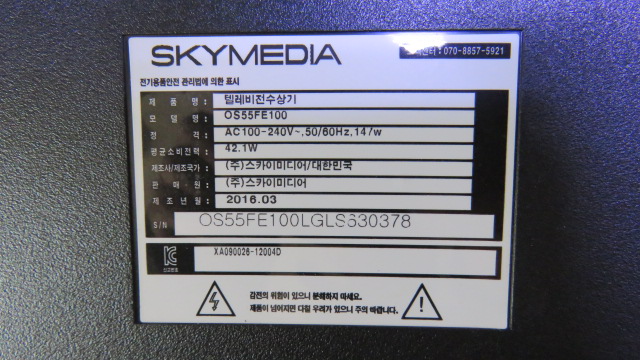 SKYMEDIA
센터:070-8857-5921
전기용품안전 관리법에 의한 표시
제 품 명 : 텔레비전수상기
모 델 명 : OS55FE100
정 격 : AC100-240V~,50/60Hz,147w
평균소비전력 : 42.1W
제조사/제조국가 : (주)스카이미디어/대한민국
판 매 원 : (주)스카이미디어
제 조 년 월 : 2016.03
S/N OS55FE100LGLS630378
XA090026-12004D
감전의 위험이 있으니 분해하지 마세요.
제품이 넘어지면 다칠 우려가 있으니 주의 바랍니다.